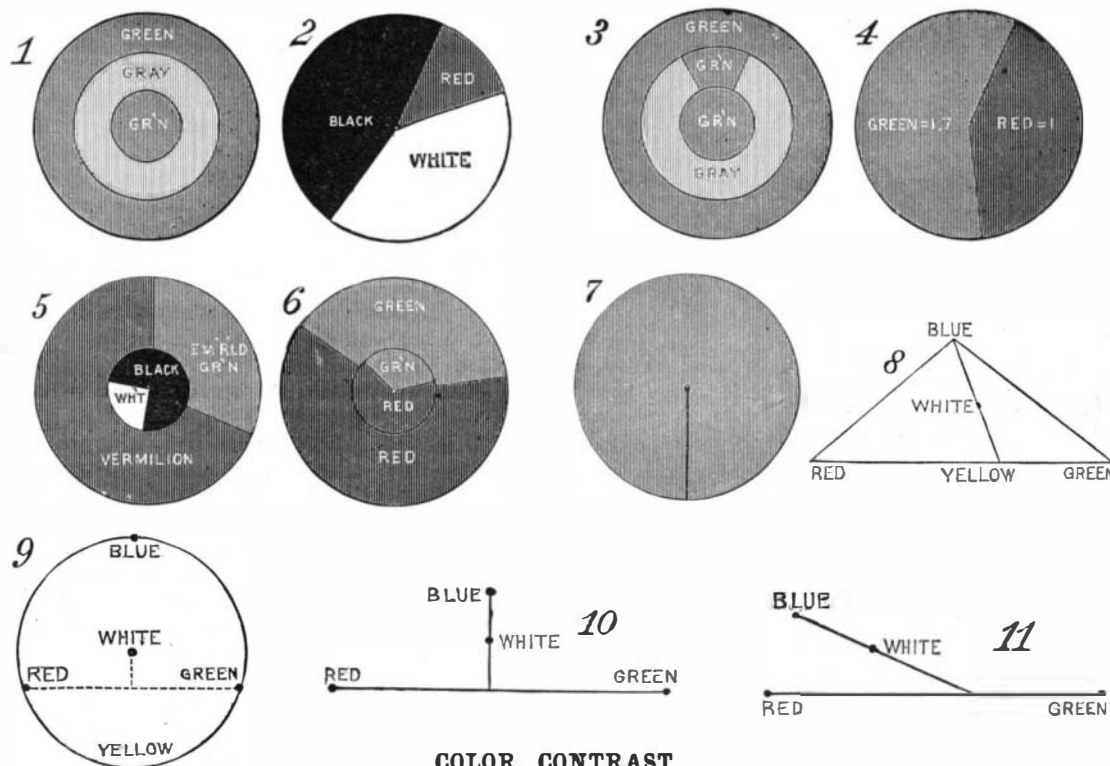 1
GREEN
GRAY
GR'N
2
BLACK
RED
WHITE
3
GREEN
GR'N
GR'N
GRAY
4
GREEN=1,7
RED=1
5
EM'RLD
GR'N
BLACK
WHT
VERMILION
6
GREEN
GR'N
RED
RED
7
8
BLUE
WHITE
RED
YELLOW
GREEN
9
BLUE
WHITE
RED
GREEN
YELLOW
10
BLUE
WHITE
RED
GREEN
11
BLUE
WHITE
RED
GREEN
COLOR CONTRAST